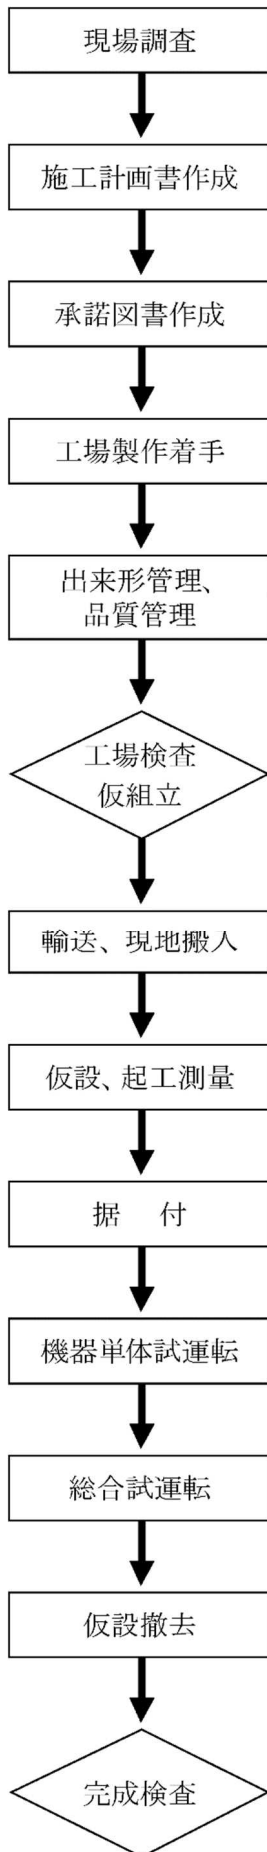 現場調査
施工計画書作成
承諾図書作成
工場製作着手
出来形管理、
品質管理
工場検査
仮組立
輸送、現地搬入
仮設、起工測量
据　付
機器単体試運転
総合試運転
仮設撤去
完成検査